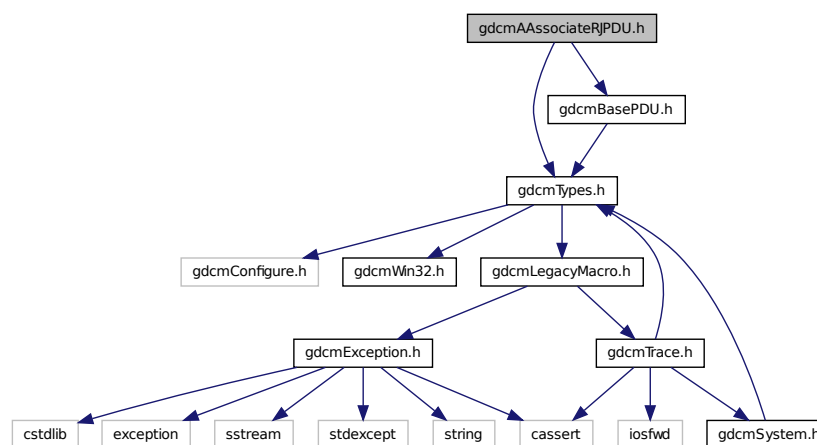 gdcmAAssociateRJPDU.h
gdcmBasePDU.h
gdcmTypes.h
gdcmConfigure.h
gdcmWin32.h
gdcmLegacyMacro.h
gdcmException.h
gdcmTrace.h
cstdlib
exception
sstream
stdexcept
string
cassert
iosfwd
gdcmSystem.h